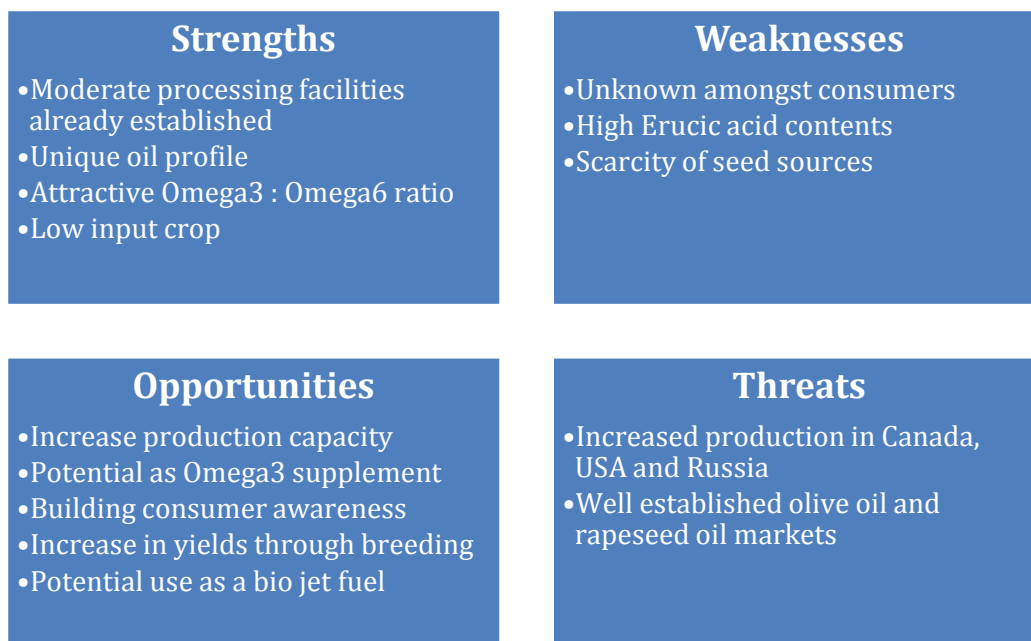 Strengths
•Moderate processing facilities
already established
•Unique oil profile
•Attractive Omega3 : Omega6 ratio
•Low input crop
Weaknesses
•Unknown amongst consumers
•High Erucic acid contents
•Scarcity of seed sources
Opportunities
•Increase production capacity
•Potential as Omega3 supplement
•Building consumer awareness
•Increase in yields through breeding
•Potential use as a bio jet fuel
Threats
•Increased production in Canada,
USA and Russia
•Well established olive oil and
rapeseed oil markets